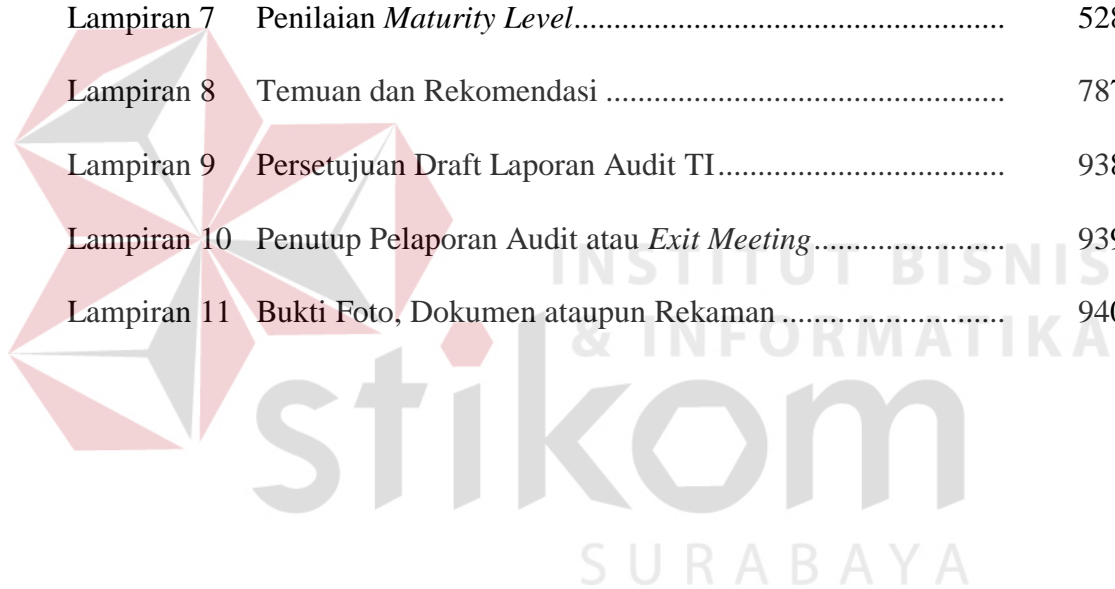 Lampiran 7 Penilaian Maturity Level............................................................ 528
Lampiran 8 Temuan dan Rekomendasi ........................................................ 787
Lampiran 9 Persetujuan Draft Laporan Audit TI........................................ 938
Lampiran 10 Penutup Pelaporan Audit atau Exit Meeting.......................... 939
Lampiran 11 Bukti Foto, Dokumen ataupun Rekaman .............................. 940
INSTITUT BISNIS
& INFORMATIKA
stikom
SURABAYA